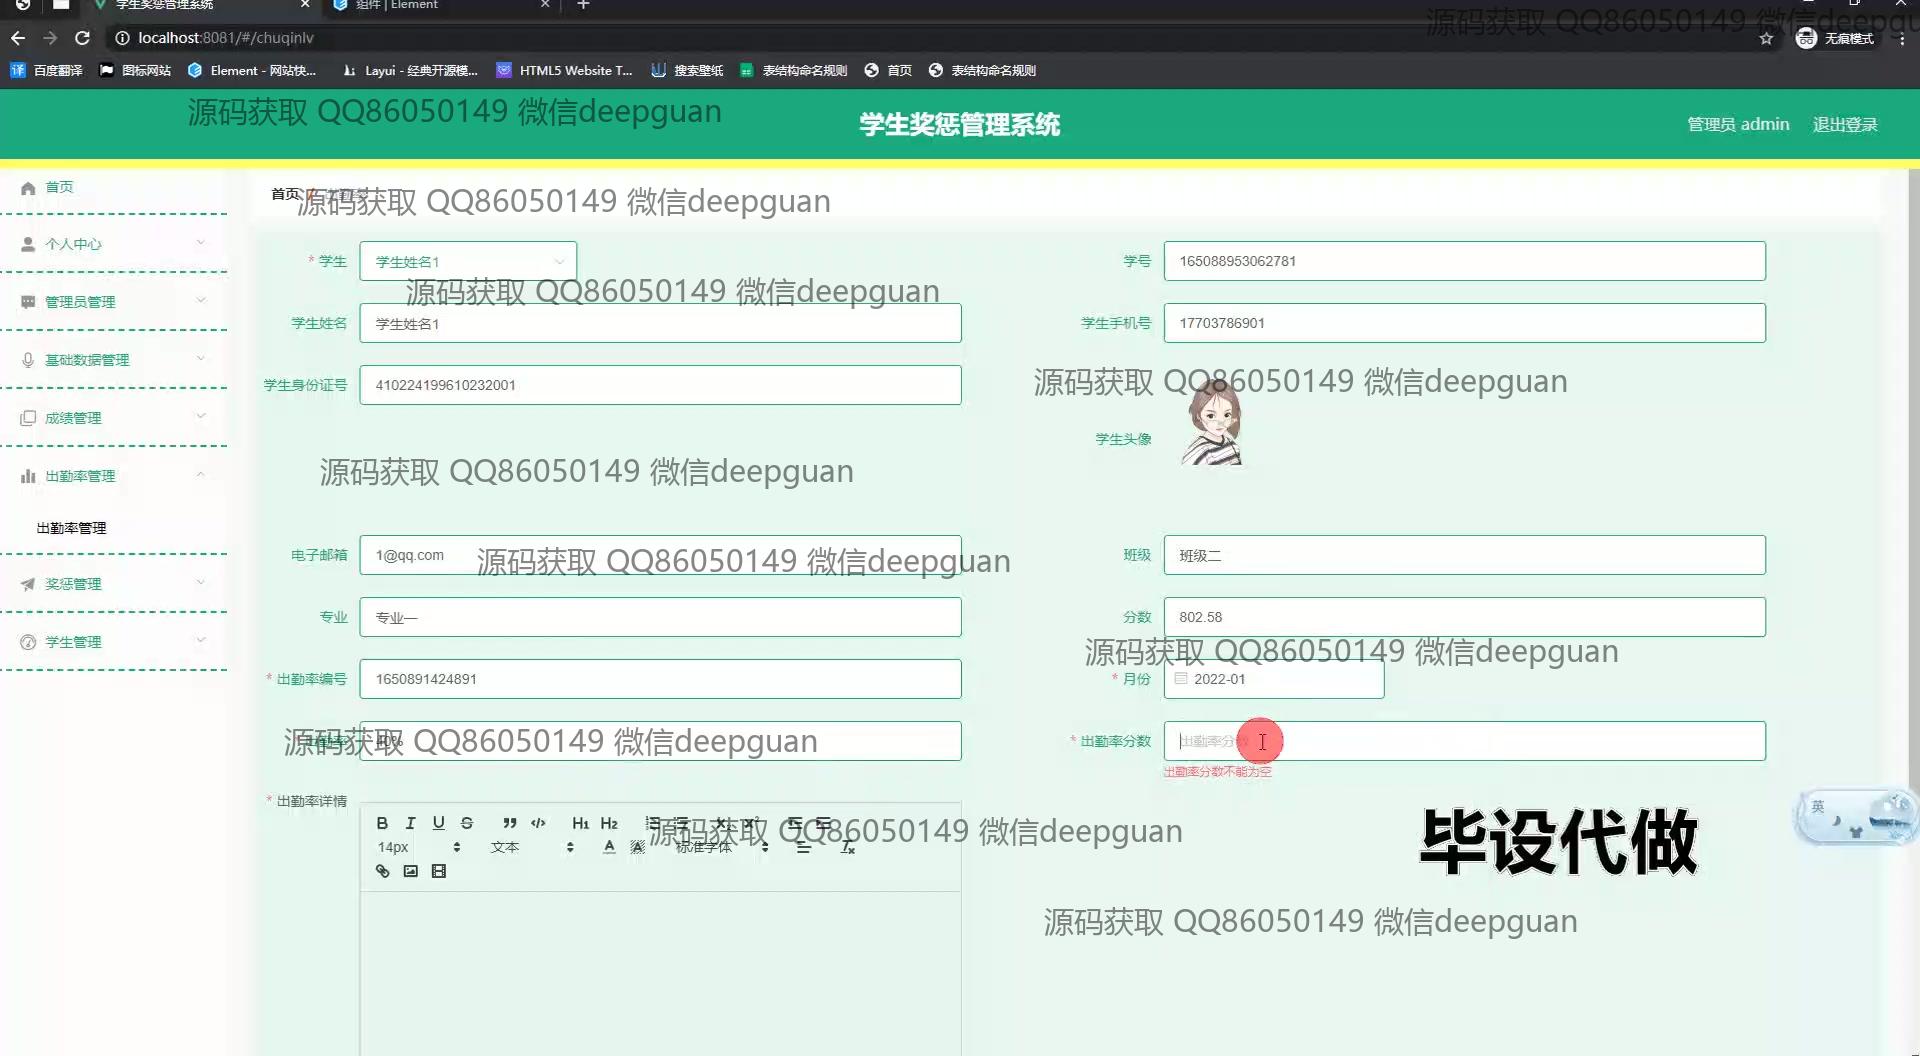 学生奖惩管理系统
组件 | Element
localhost:8081/#/chuqinlv
无痕模式
源码获取 QQ86050149 微信deepgu
百度翻译
图标网站
Element - 网站快...
Layui - 经典开源模...
HTML5 Website T...
搜索壁纸
表结构命名规则
首页
表结构命名规则
源码获取 QQ86050149 微信deepguan
学生奖惩管理系统
管理员 admin
退出登录
首页
个人中心
管理员管理
基础数据管理
成绩管理
出勤率管理
出勤率管理
奖惩管理
学生管理
首页
源码获取 QQ86050149 微信deepguan
* 学生
学生姓名1
学号
165088953062781
源码获取 QQ86050149 微信deepguan
学生姓名
学生姓名1
学生手机号
17703786901
学生身份证号
410224199610232001
源码获取 QQ86050149 微信deepguan
学生头像
源码获取 QQ86050149 微信deepguan
电子邮箱
1@qq.com
源码获取 QQ86050149 微信deepguan
班级
班级二
专业
专业一
分数
802.58
源码获取 QQ86050149 微信deepguan
* 出勤率编号
1650891424891
* 月份
2022-01
* 出勤率
40%
源码获取 QQ86050149 微信deepguan
* 出勤率分数
出勤率分数
出勤率分数不能为空
* 出勤率详情
B I U S H1 H2
源码获取 QQ86050149 微信deepguan
14px
文本
标准字体
英
毕设代做
源码获取 QQ86050149 微信deepguan